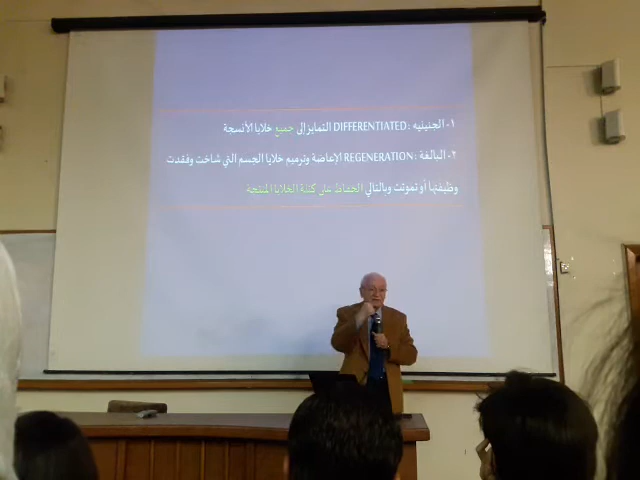 ١- الجنينيه : DIFFERENTIATED التمايز إلى جميع خلايا الأنسجة
٢- البالغة : REGENERATION الإعاضة وترميم خلايا الجسم التي شاخت وفقدت
وظيفتها أو تموتت وبالتالي الحفاظ على كتلة الخلايا المنتجة